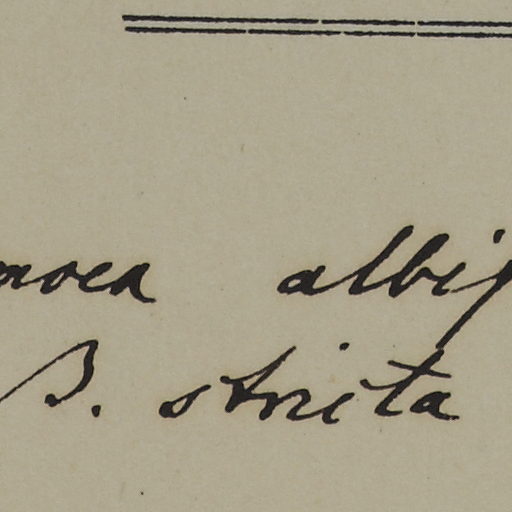 moea albif
B. stricta